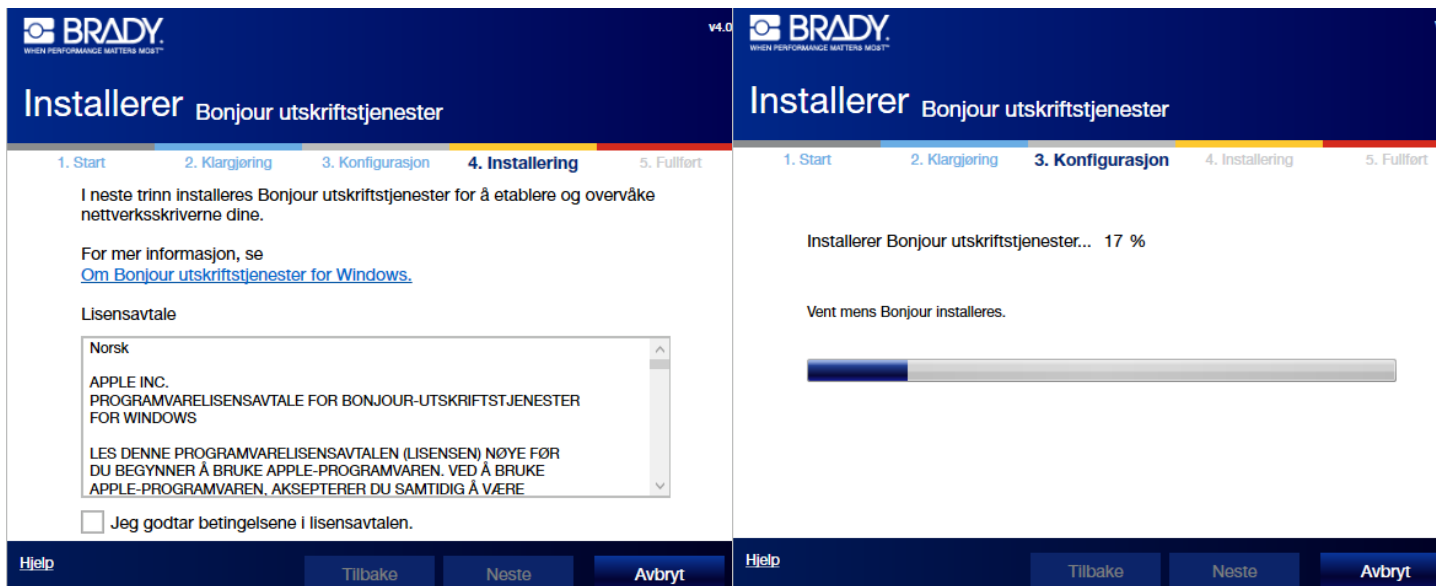 BRADY.
WHEN PERFORMANCE MATTERS MOST™
v4.0
Installerer Bonjour utskriftstjenester
1. Start
2. Klargjøring
3. Konfigurasjon
4. Installering
5. Fullført
I neste trinn installeres Bonjour utskriftstjenester for å etablere og overvåke
nettverksskriverne dine.
For mer informasjon, se
Om Bonjour utskriftstjenester for Windows.
Lisensavtale
Norsk
APPLE INC.
PROGRAMVARELISENSAVTALE FOR BONJOUR-UTSKRIFTSTJENESTER
FOR WINDOWS
LES DENNE PROGRAMVARELISENSAVTALEN (LISENSEN) NØYE FØR
DU BEGYNNER Å BRUKE APPLE-PROGRAMVAREN. VED Å BRUKE
APPLE-PROGRAMVAREN, AKSEPTERER DU SAMTIDIG Å VÆRE
Jeg godtar betingelsene i lisensavtalen.
Hjelp
Tilbake
Neste
Avbryt
BRADY.
WHEN PERFORMANCE MATTERS MOST™
Installerer Bonjour utskriftstjenester
1. Start
2. Klargjøring
3. Konfigurasjon
4. Installering
5. Fullført
Installerer Bonjour utskriftstjenester... 17 %
Vent mens Bonjour installeres.
Hjelp
Tilbake
Neste
Avbryt